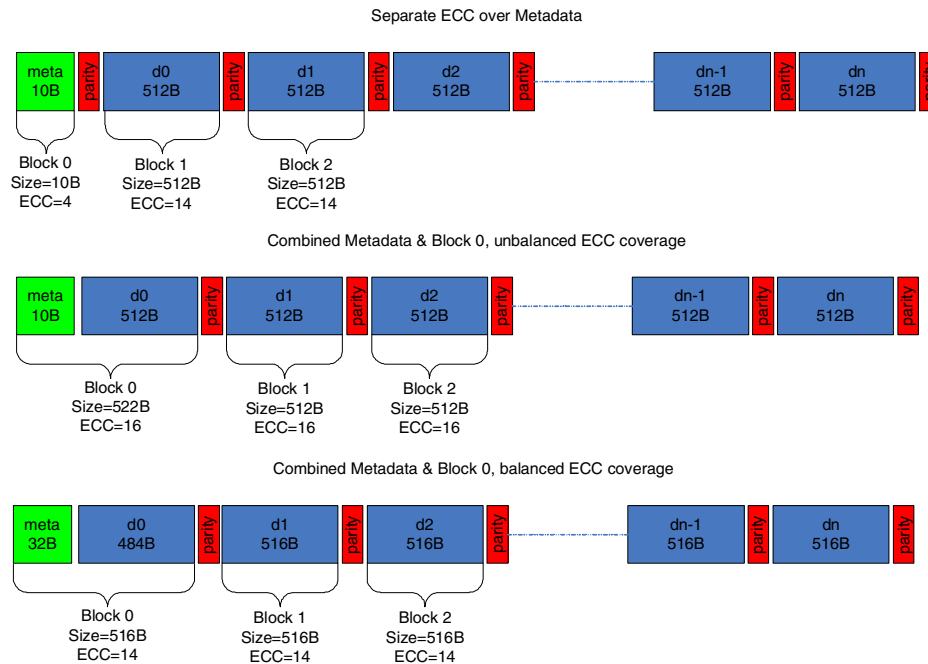 Separate ECC over Metadata
meta
10B
parity
d0
512B
parity
d1
512B
parity
d2
512B
parity
dn-1
512B
parity
dn
512B
parity
Block 0
Size=10B
ECC=4
Block 1
Size=512B
ECC=14
Block 2
Size=512B
ECC=14
Combined Metadata & Block 0, unbalanced ECC coverage
meta
10B
d0
512B
parity
d1
512B
parity
d2
512B
parity
dn-1
512B
parity
dn
512B
parity
Block 0
Size=522B
ECC=16
Block 1
Size=512B
ECC=16
Block 2
Size=512B
ECC=16
Combined Metadata & Block 0, balanced ECC coverage
meta
32B
d0
484B
parity
d1
516B
parity
d2
516B
parity
dn-1
516B
parity
dn
516B
parity
Block 0
Size=516B
ECC=14
Block 1
Size=516B
ECC=14
Block 2
Size=516B
ECC=14